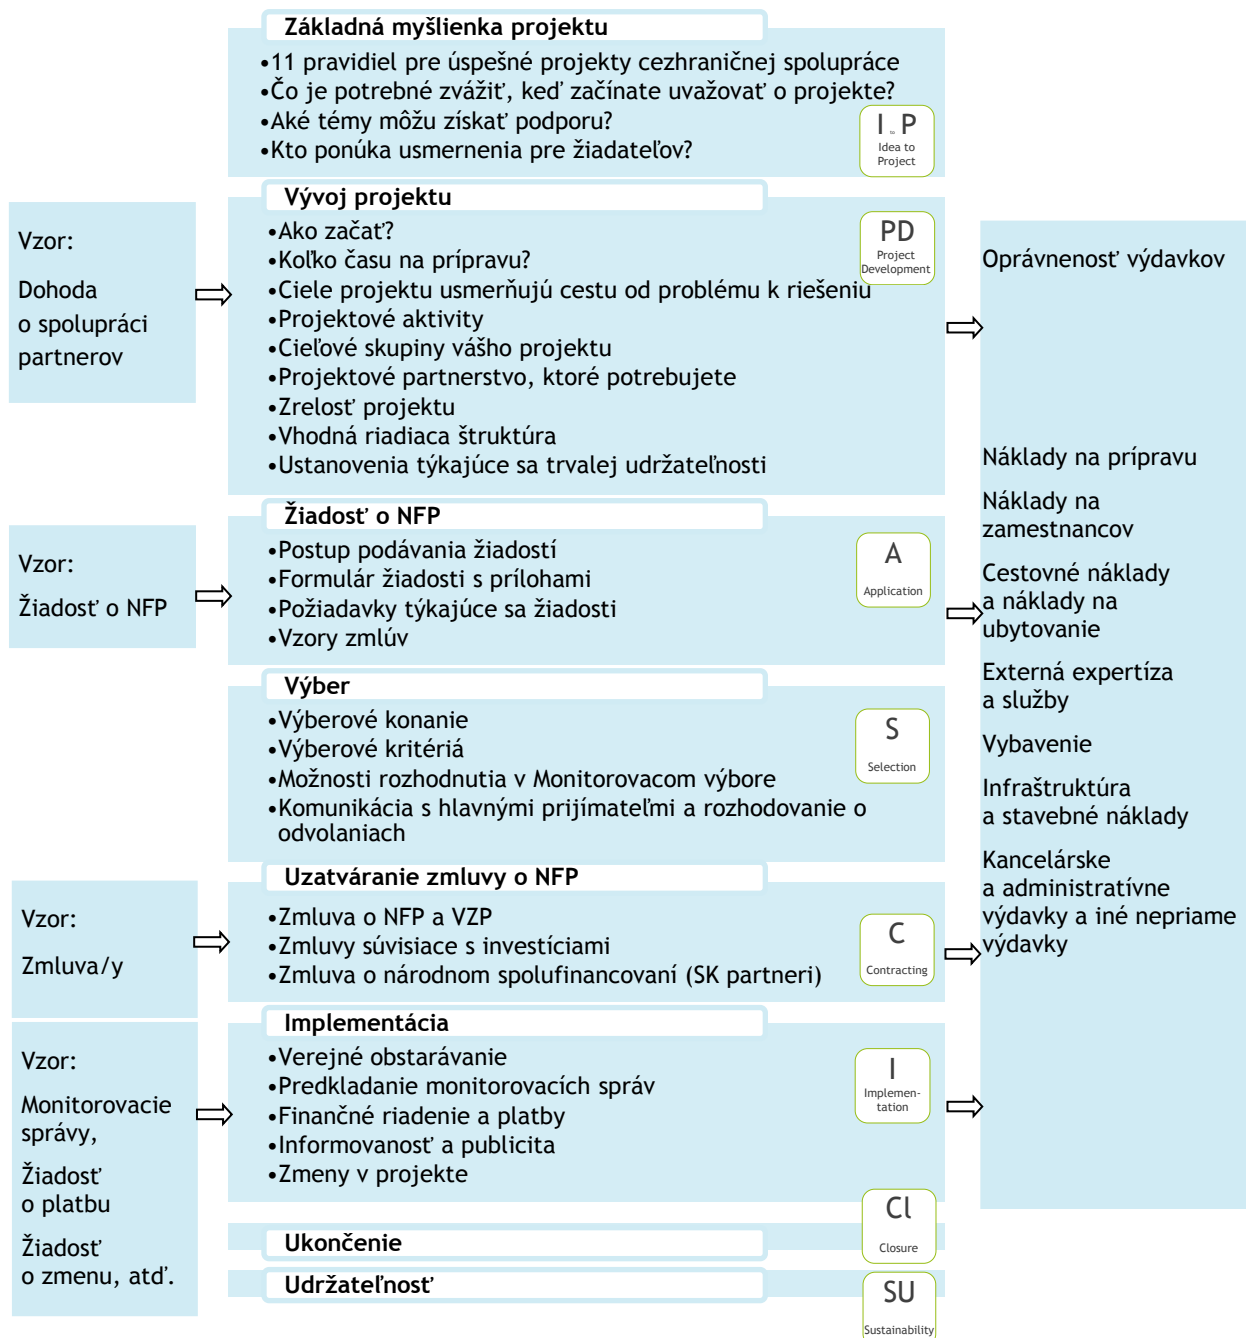 Základná myšlienka projektu
•11 pravidiel pre úspešné projekty cezhraničnej spolupráce
•Čo je potrebné zvážiť, keď začínate uvažovať o projekte?
•Aké témy môžu získať podporu?
•Kto ponúka usmernenia pre žiadateľov?
I to P
Idea to
Project
Vzor:
Dohoda
o spolupráci
partnerov
Vývoj projektu
•Ako začať?
•Koľko času na prípravu?
•Ciele projektu usmerňujú cestu od problému k riešeniu
•Projektové aktivity
•Cieľové skupiny vášho projektu
•Projektové partnerstvo, ktoré potrebujete
•Zrelosť projektu
•Vhodná riadiaca štruktúra
•Ustanovenia týkajúce sa trvalej udržateľnosti
PD
Project
Development
Vzor:
Žiadosť o NFP
Žiadosť o NFP
•Postup podávania žiadostí
•Formulár žiadosti s prílohami
•Požiadavky týkajúce sa žiadosti
•Vzory zmlúv
A
Application
Výber
•Výberové konanie
•Výberové kritériá
•Možnosti rozhodnutia v Monitorovacom výbore
•Komunikácia s hlavnými prijímateľmi a rozhodovanie o
odvolaniach
S
Selection
Vzor:
Zmluva/y
Uzatváranie zmluvy o NFP
•Zmluva o NFP a VZP
•Zmluvy súvisiace s investíciami
•Zmluva o národnom spolufinancovaní (SK partneri)
C
Contracting
Vzor:
Monitorovacie
správy,
Žiadosť
o platbu
Žiadosť
o zmenu, atď.
Implementácia
•Verejné obstarávanie
•Predkladanie monitorovacích správ
•Finančné riadenie a platby
•Informovanosť a publicita
•Zmeny v projekte
I
Implemen-
tation
Ukončenie
Cl
Closure
Udržateľnosť
SU
Sustainability
Oprávnenosť výdavkov
Náklady na prípravu
Náklady na
zamestnancov
Cestovné náklady
a náklady na
ubytovanie
Externá expertíza
a služby
Vybavenie
Infraštruktúra
a stavebné náklady
Kancelárske
a administratívne
výdavky a iné nepriame
výdavky